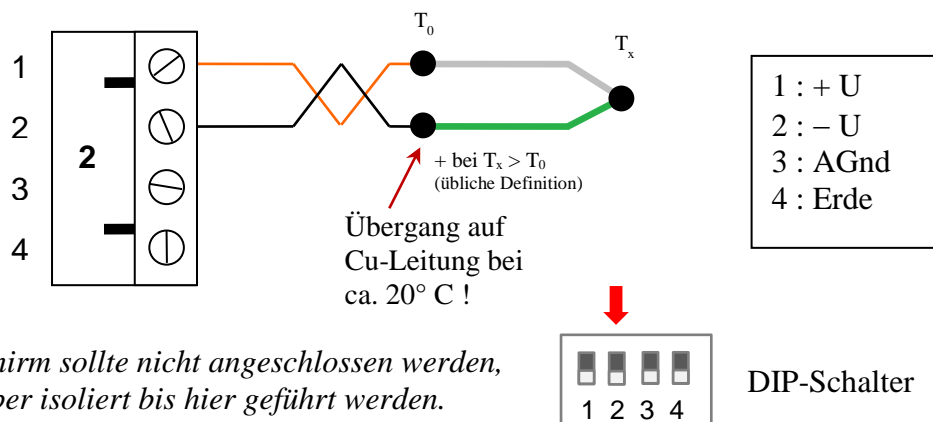 T₀
Tₓ
1
2
3
4
2
+ bei Tₓ > T₀
(übliche Definition)
Übergang auf
Cu-Leitung bei
ca. 20° C !
1 : + U
2 : – U
3 : AGnd
4 : Erde
sollte nicht angeschlossen werden,
isoliert bis hier geführt werden.
1 2 3 4
DIP-Schalter